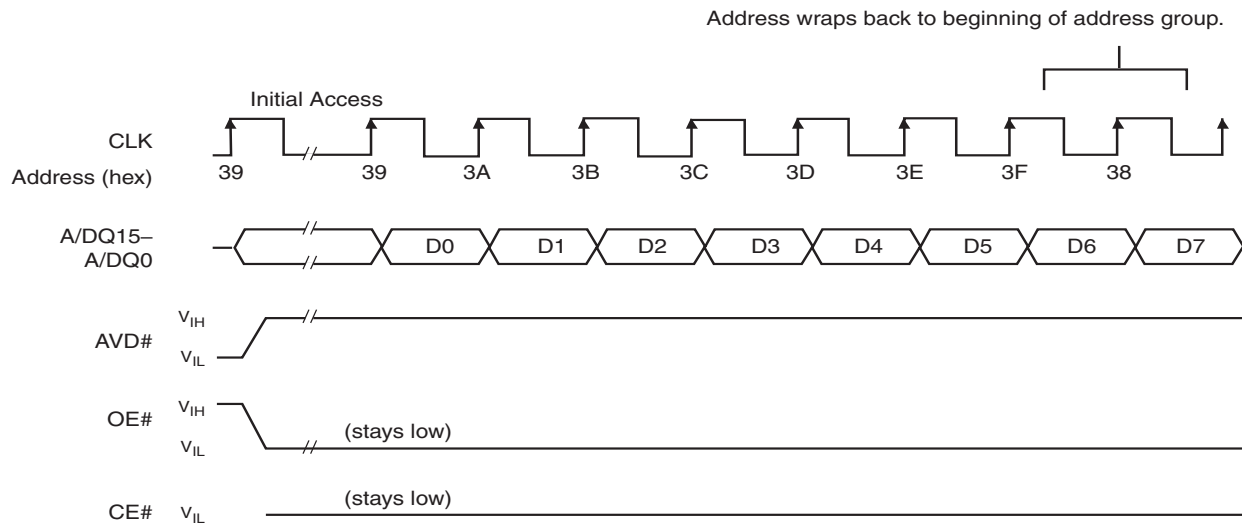 Address wraps back to beginning of address group.
Initial Access
CLK
Address (hex) 39 39 3A 3B 3C 3D 3E 3F 38
A/DQ15–
A/DQ0
D0 D1 D2 D3 D4 D5 D6 D7
AVD#
VIH
VIL
OE#
VIH
VIL
(stays low)
CE#
VIL
(stays low)